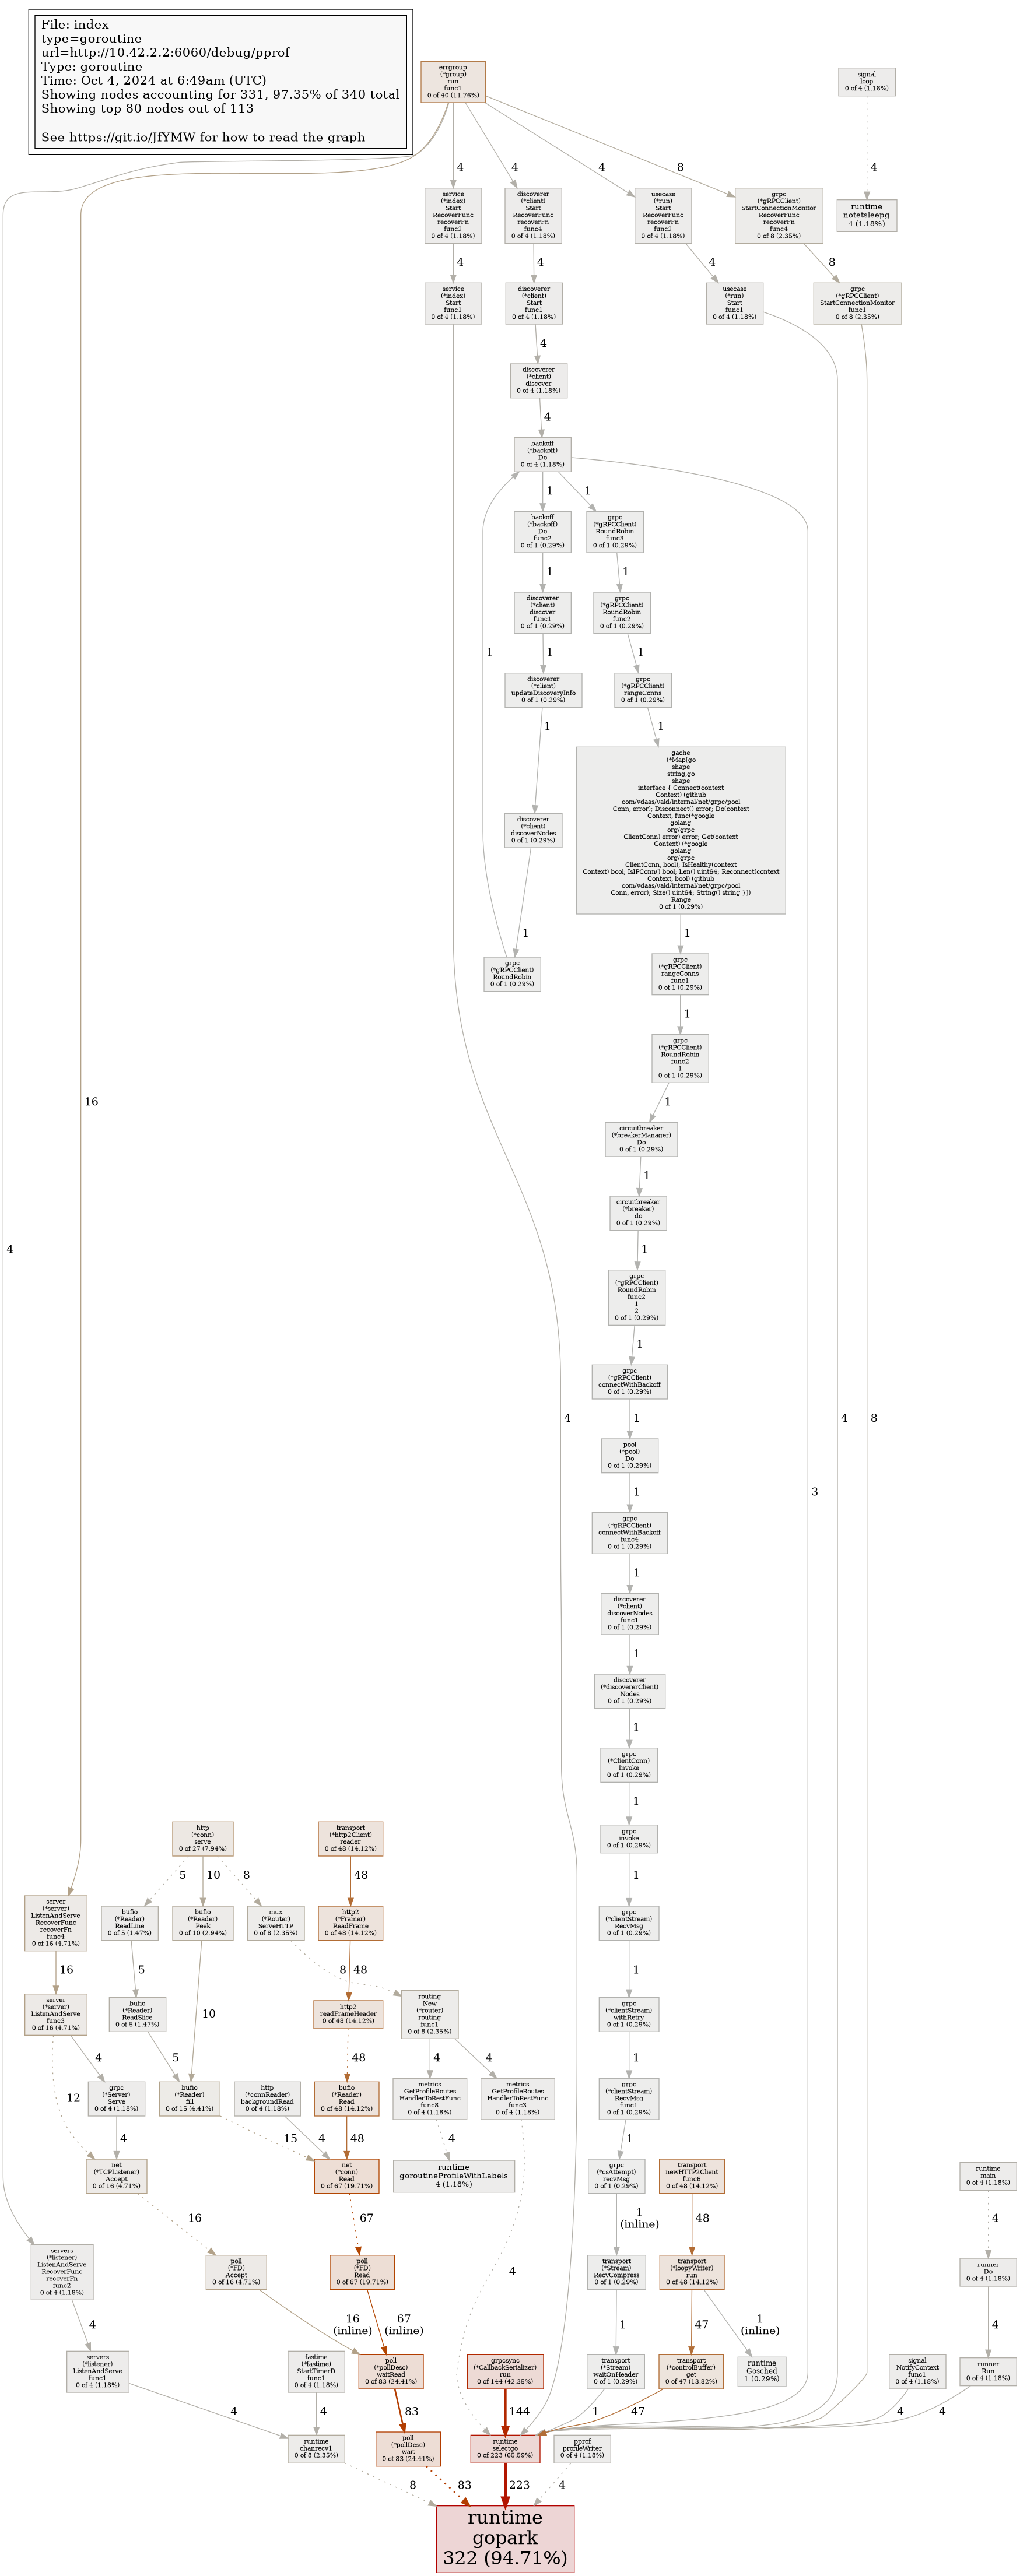 File: index
type=goroutine
url=http://10.42.2.2:6060/debug/pprof
Type: goroutine
Time: Oct 4, 2024 at 6:49am (UTC)
Showing nodes accounting for 331, 97.35% of 340 total
Showing top 80 nodes out of 113
See https://git.io/JfYMW for how to read the graph
errgroup
(*group)
run
func1
0 of 40 (11.76%)
signal
loop
0 of 4 (1.18%)
4
4
4
8
4
service
(*index)
Start
RecoverFunc
recoverFn
func2
0 of 4 (1.18%)
discoverer
(*client)
Start
RecoverFunc
recoverFn
func4
0 of 4 (1.18%)
usecase
(*run)
Start
RecoverFunc
recoverFn
func2
0 of 4 (1.18%)
grpc
(*gRPCClient)
StartConnectionMonitor
RecoverFunc
recoverFn
func4
0 of 8 (2.35%)
runtime
notetsleepg
4 (1.18%)
4
4
4
8
service
(*index)
Start
func1
0 of 4 (1.18%)
discoverer
(*client)
Start
func1
0 of 4 (1.18%)
usecase
(*run)
Start
func1
0 of 4 (1.18%)
grpc
(*gRPCClient)
StartConnectionMonitor
func1
0 of 8 (2.35%)
4
discoverer
(*client)
discover
0 of 4 (1.18%)
4
backoff
(*backoff)
Do
0 of 4 (1.18%)
1
1
backoff
(*backoff)
Do
func2
0 of 1 (0.29%)
grpc
(*gRPCClient)
RoundRobin
func3
0 of 1 (0.29%)
1
1
discoverer
(*client)
discover
func1
0 of 1 (0.29%)
grpc
(*gRPCClient)
RoundRobin
func2
0 of 1 (0.29%)
1
1
1
discoverer
(*client)
updateDiscoveryInfo
0 of 1 (0.29%)
grpc
(*gRPCClient)
rangeConns
0 of 1 (0.29%)
1
1
gache
(*Map[go
shape
string,go
shape
interface { Connect(context
Context) (github
com/vdaas/vald/internal/net/grpc/pool
Conn, error); Disconnect() error; Do(context
Context, func(*google
golang
org/grpc
ClientConn) error) error; Get(context
Context) (*google
golang
org/grpc
ClientConn, bool); IsHealthy(context
Context) bool; IsIPConn() bool; Len() uint64; Reconnect(context
Context, bool) (github
com/vdaas/vald/internal/net/grpc/pool
Conn, error); Size() uint64; String() string }])
Range
0 of 1 (0.29%)
discoverer
(*client)
discoverNodes
0 of 1 (0.29%)
1
1
grpc
(*gRPCClient)
RoundRobin
0 of 1 (0.29%)
grpc
(*gRPCClient)
rangeConns
func1
0 of 1 (0.29%)
1
grpc
(*gRPCClient)
RoundRobin
func2
1
0 of 1 (0.29%)
16
1
circuitbreaker
(*breakerManager)
Do
0 of 1 (0.29%)
1
circuitbreaker
(*breaker)
do
0 of 1 (0.29%)
4
1
grpc
(*gRPCClient)
RoundRobin
func2
1
2
0 of 1 (0.29%)
1
grpc
(*gRPCClient)
connectWithBackoff
0 of 1 (0.29%)
4
1
4
8
pool
(*pool)
Do
0 of 1 (0.29%)
1
3
grpc
(*gRPCClient)
connectWithBackoff
func4
0 of 1 (0.29%)
1
discoverer
(*client)
discoverNodes
func1
0 of 1 (0.29%)
1
discoverer
(*discovererClient)
Nodes
0 of 1 (0.29%)
1
grpc
(*ClientConn)
Invoke
0 of 1 (0.29%)
1
http
(*conn)
serve
0 of 27 (7.94%)
transport
(*http2Client)
reader
0 of 48 (14.12%)
grpc
invoke
0 of 1 (0.29%)
5
10
8
48
1
server
(*server)
ListenAndServe
RecoverFunc
recoverFn
func4
0 of 16 (4.71%)
bufio
(*Reader)
ReadLine
0 of 5 (1.47%)
bufio
(*Reader)
Peek
0 of 10 (2.94%)
mux
(*Router)
ServeHTTP
0 of 8 (2.35%)
http2
(*Framer)
ReadFrame
0 of 48 (14.12%)
grpc
(*clientStream)
RecvMsg
0 of 1 (0.29%)
16
5
8
48
1
server
(*server)
ListenAndServe
func3
0 of 16 (4.71%)
bufio
(*Reader)
ReadSlice
0 of 5 (1.47%)
10
http2
readFrameHeader
0 of 48 (14.12%)
routing
New
(*router)
routing
func1
0 of 8 (2.35%)
grpc
(*clientStream)
withRetry
0 of 1 (0.29%)
12
4
5
48
4
4
1
grpc
(*Server)
Serve
0 of 4 (1.18%)
bufio
(*Reader)
fill
0 of 15 (4.41%)
http
(*connReader)
backgroundRead
0 of 4 (1.18%)
bufio
(*Reader)
Read
0 of 48 (14.12%)
metrics
GetProfileRoutes
HandlerToRestFunc
func8
0 of 4 (1.18%)
metrics
GetProfileRoutes
HandlerToRestFunc
func3
0 of 4 (1.18%)
grpc
(*clientStream)
RecvMsg
func1
0 of 1 (0.29%)
4
15
4
48
4
1
net
(*TCPListener)
Accept
0 of 16 (4.71%)
net
(*conn)
Read
0 of 67 (19.71%)
runtime
goroutineProfileWithLabels
4 (1.18%)
grpc
(*csAttempt)
recvMsg
0 of 1 (0.29%)
transport
newHTTP2Client
func6
0 of 48 (14.12%)
runtime
main
0 of 4 (1.18%)
16
67
1
(inline)
48
4
servers
(*listener)
ListenAndServe
RecoverFunc
recoverFn
func2
0 of 4 (1.18%)
poll
(*FD)
Accept
0 of 16 (4.71%)
poll
(*FD)
Read
0 of 67 (19.71%)
4
transport
(*Stream)
RecvCompress
0 of 1 (0.29%)
transport
(*loopyWriter)
run
0 of 48 (14.12%)
runner
Do
0 of 4 (1.18%)
4
16
(inline)
67
(inline)
1
47
1
(inline)
4
servers
(*listener)
ListenAndServe
func1
0 of 4 (1.18%)
fastime
(*fastime)
StartTimerD
func1
0 of 4 (1.18%)
poll
(*pollDesc)
waitRead
0 of 83 (24.41%)
grpcsync
(*CallbackSerializer)
run
0 of 144 (42.35%)
transport
(*Stream)
waitOnHeader
0 of 1 (0.29%)
transport
(*controlBuffer)
get
0 of 47 (13.82%)
runtime
Gosched
1 (0.29%)
signal
NotifyContext
func1
0 of 4 (1.18%)
runner
Run
0 of 4 (1.18%)
4
4
83
144
1
47
4
4
runtime
chanrecv1
0 of 8 (2.35%)
poll
(*pollDesc)
wait
0 of 83 (24.41%)
runtime
selectgo
0 of 223 (65.59%)
pprof
profileWriter
0 of 4 (1.18%)
8
83
223
4
runtime
gopark
322 (94.71%)